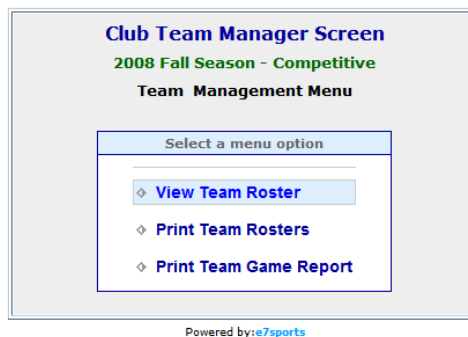 Club Team Manager Screen
2008 Fall Season - Competitive
Team Management Menu
Select a menu option
View Team Roster
Print Team Rosters
Print Team Game Report
Powered by:e7sports